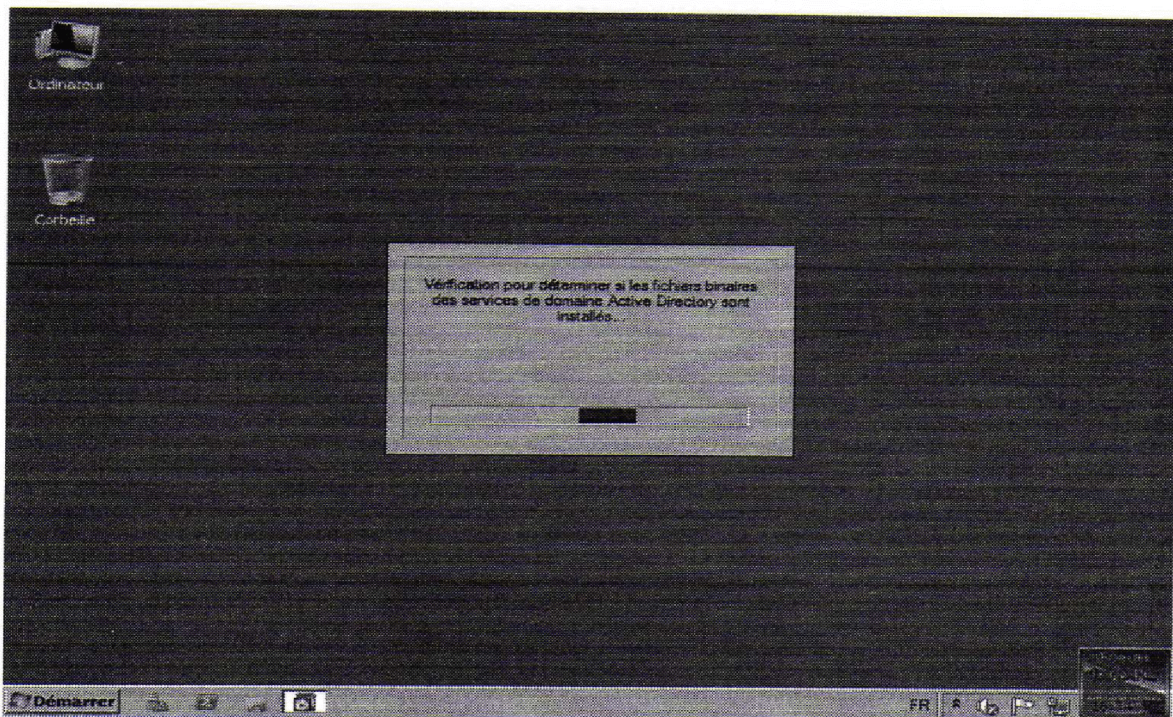 Ordinateur
Corbeille
Vérification pour déterminer si les fichiers binaires
des services de domaine Active Directory sont
installés...
Démarrer
FR